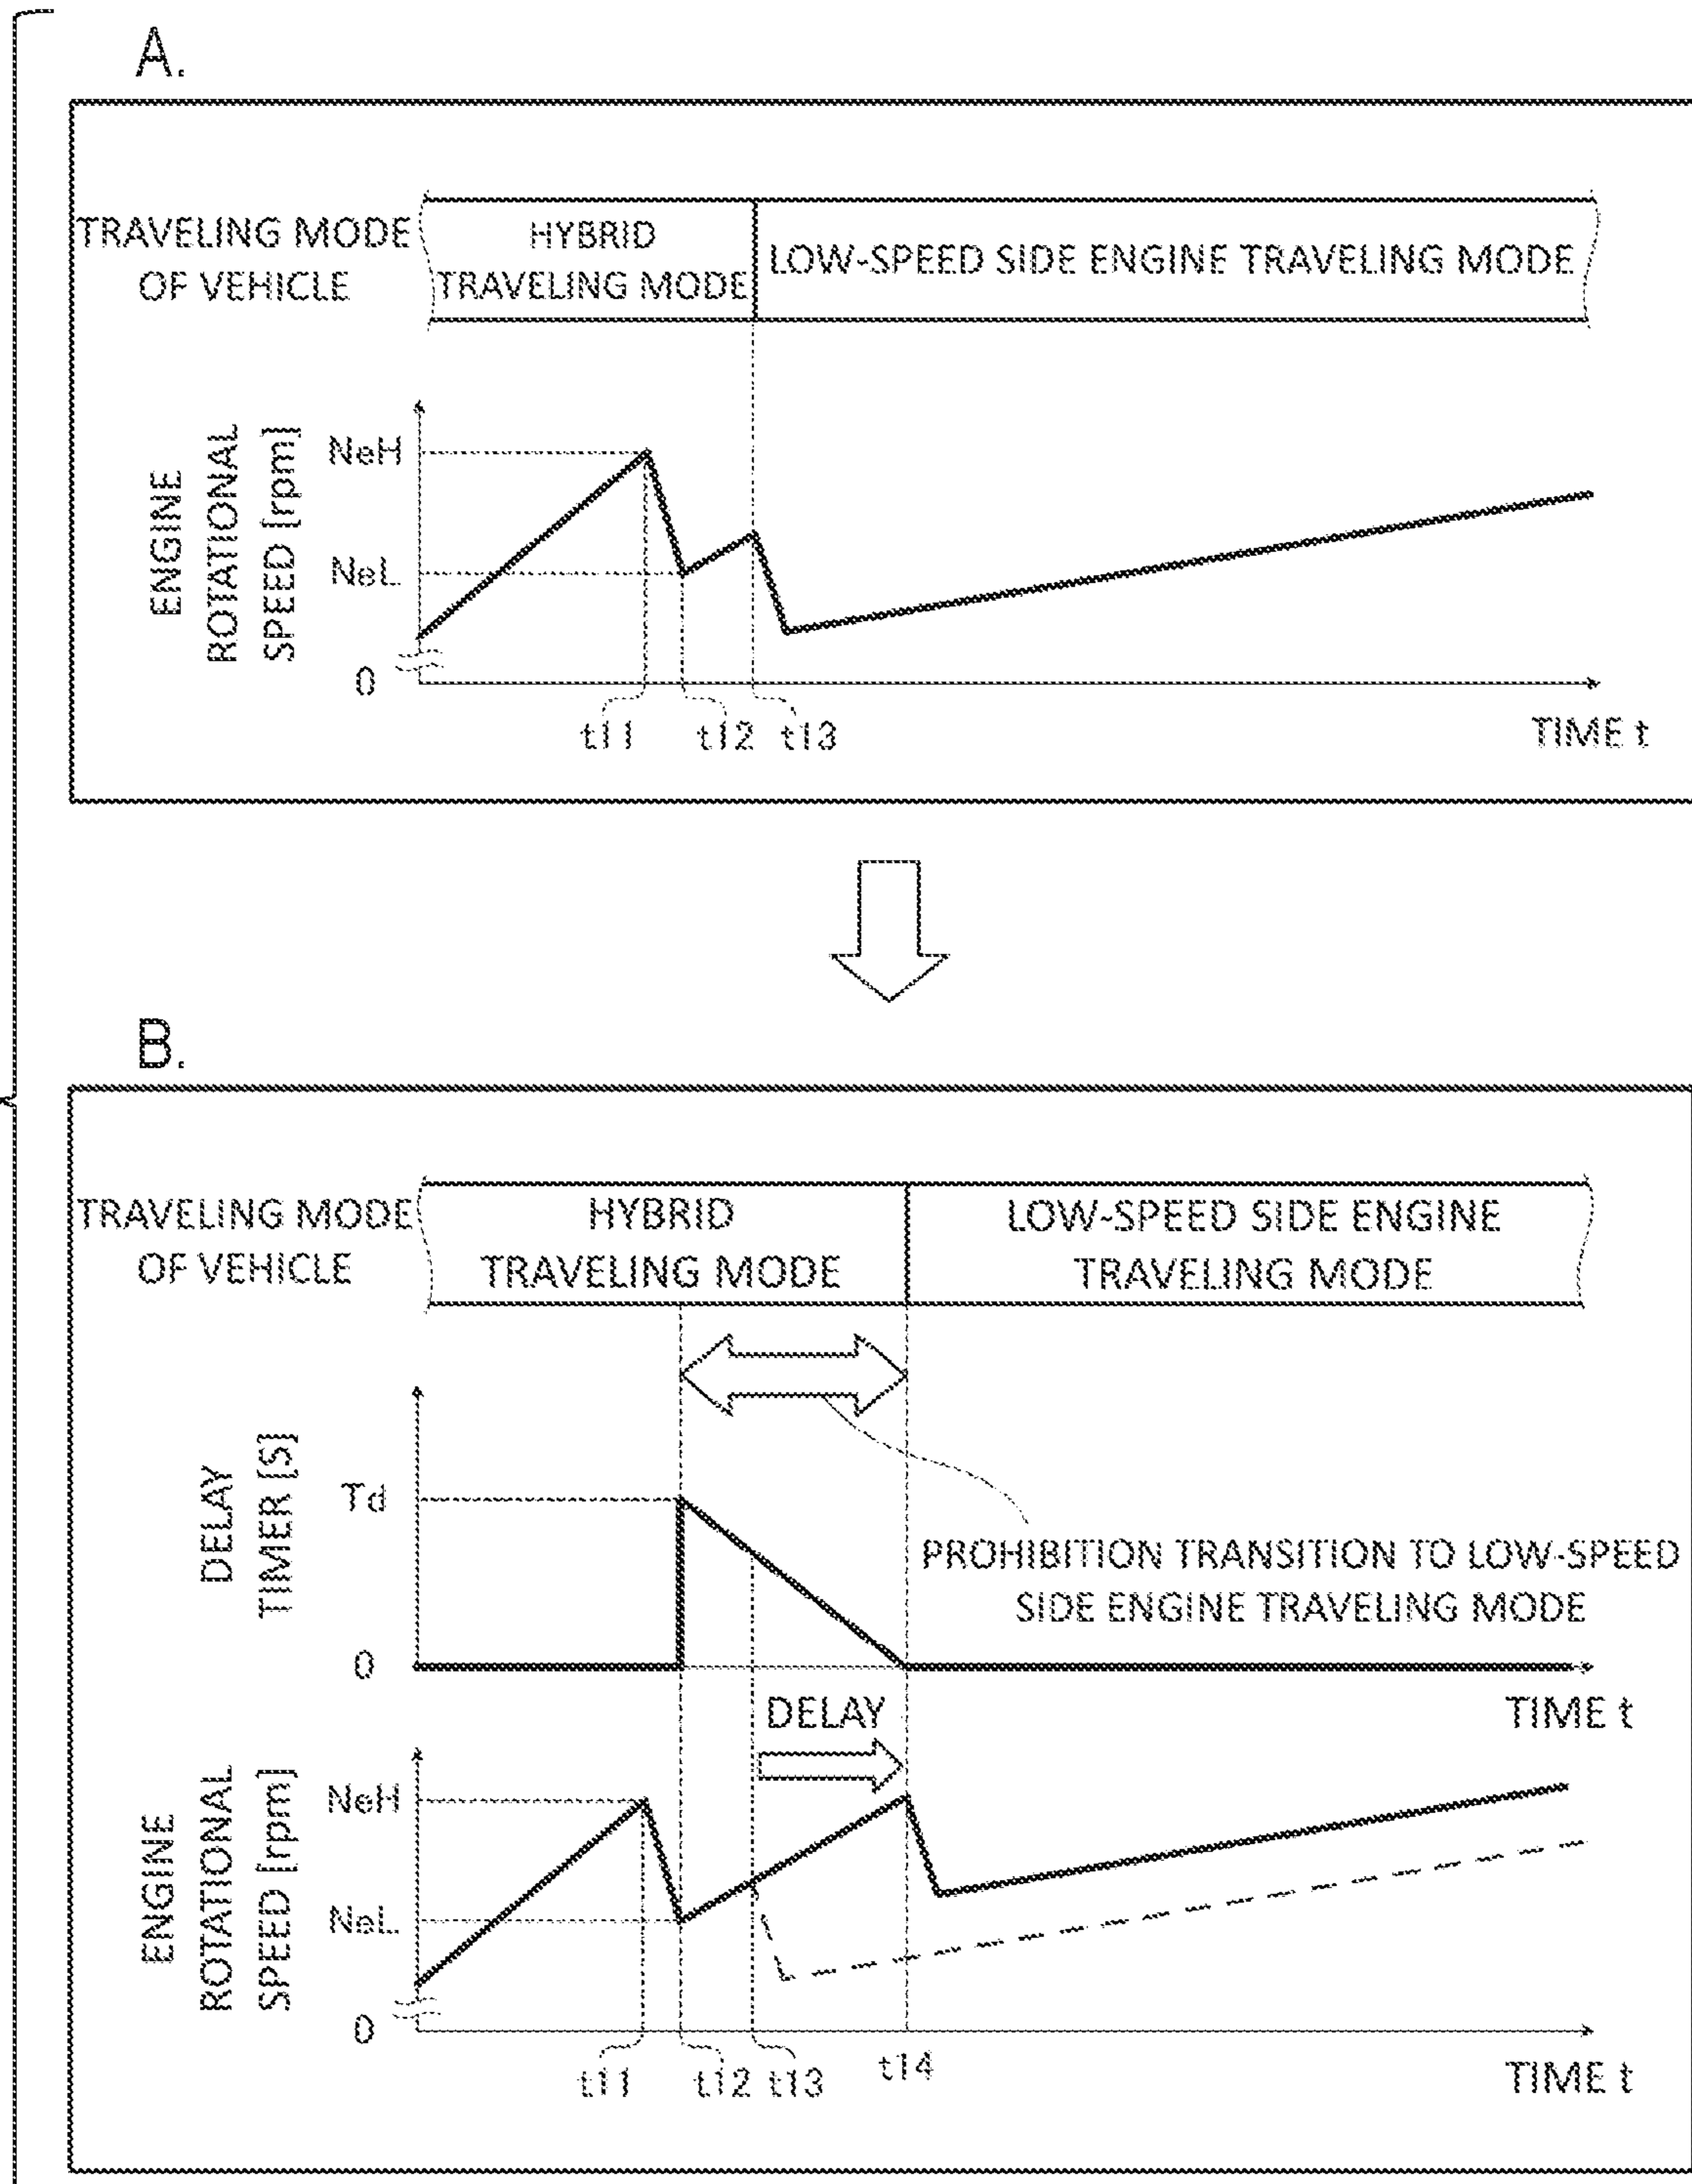 A.
TRAVELING MODE
OF VEHICLE
HYBRID
TRAVELING MODE
LOW-SPEED SIDE ENGINE TRAVELING MODE
ENGINE
ROTATIONAL
SPEED [rpm]
NeH
NeL
0
t11
t12
t13
TIME t
B.
TRAVELING MODE
OF VEHICLE
HYBRID
TRAVELING MODE
LOW-SPEED SIDE ENGINE
TRAVELING MODE
DELAY
TIMER [S]
Td
0
PROHIBITION TRANSITION TO LOW-SPEED
SIDE ENGINE TRAVELING MODE
TIME t
DELAY
ENGINE
ROTATIONAL
SPEED [rpm]
NeH
NeL
0
t11
t12
t13
t14
TIME t